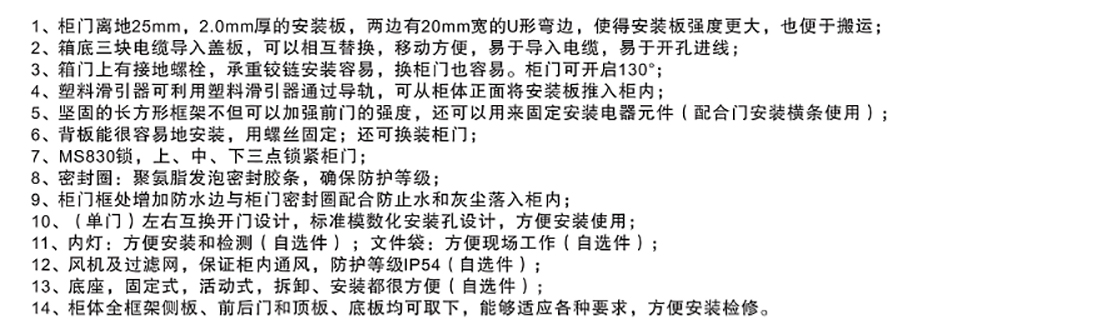 1、柜门离地25mm，2.0mm厚的安装板，两边有20mm宽的U形弯边，使得安装板强度更大，也便于搬运；
2、箱底三块电缆导入盖板，可以相互替换，移动方便，易于导入电缆，易于开孔进线；
3、箱门上有接地螺栓，承重铰链安装容易，换柜门也容易。柜门可开启130°；
4、塑料滑引器可利用塑料滑引器通过导轨，可从柜体正面将安装板推入柜内；
5、坚固的长方形框架不但可以加强前门的强度，还可以用来固定安装电器元件（配合门安装横条使用）；
6、背板能很容易地安装，用螺丝固定；还可换装柜门；
7、MS830锁，上、中、下三点锁紧柜门；
8、密封圈：聚氨脂发泡密封胶条，确保防护等级；
9、柜门框处增加防水边与柜门密封圈配合防止水和灰尘落入柜内；
10、（单门）左右互换开门设计，标准模数化安装孔设计，方便安装使用；
11、内灯：方便安装和检测（自选件）；文件袋：方便现场工作（自选件）；
12、风机及过滤网，保证柜内通风，防护等级IP54（自选件）；
13、底座，固定式，活动式，拆卸、安装都很方便（自选件）；
14、柜体全框架侧板、前后门和顶板、底板均可取下，能够适应各种要求，方便安装检修。